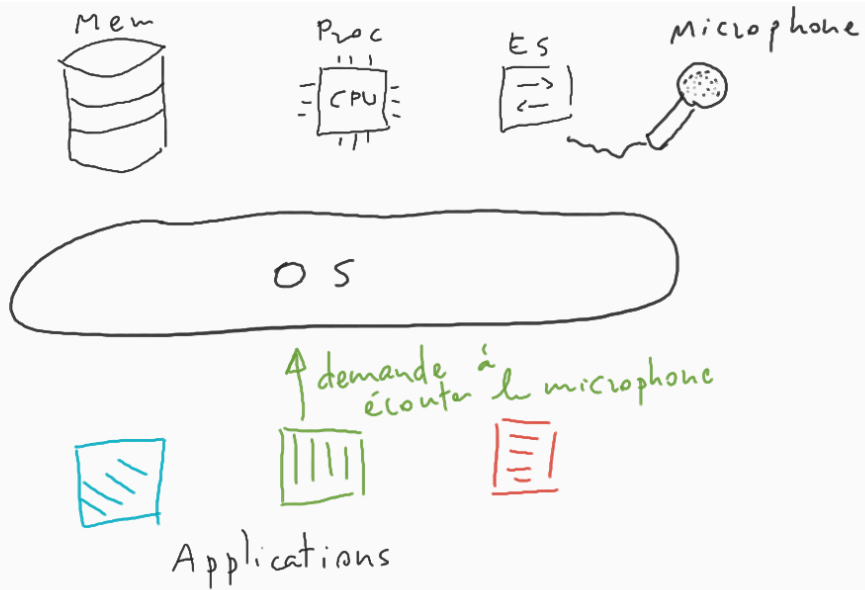 Mem
Proc
ES
Microphone
CPU
OS
demande à
écouter le microphone
Applications